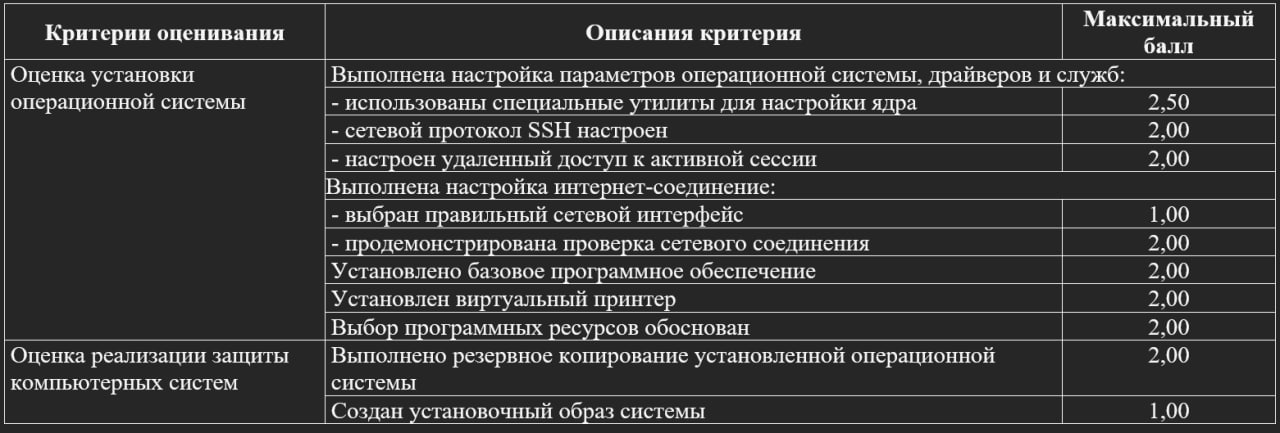 Критерии оценивания
Описания критерия
Максимальный
балл
Оценка установки
операционной системы
Выполнена настройка параметров операционной системы, драйверов и служб:
- использованы специальные утилиты для настройки ядра
2,50
- сетевой протокол SSH настроен
2,00
- настроен удаленный доступ к активной сессии
2,00
Выполнена настройка интернет-соединение:
- выбран правильный сетевой интерфейс
1,00
- продемонстрирована проверка сетевого соединения
2,00
Установлено базовое программное обеспечение
2,00
Установлен виртуальный принтер
2,00
Выбор программных ресурсов обоснован
2,00
Оценка реализации защиты
компьютерных систем
Выполнено резервное копирование установленной операционной
системы
2,00
Создан установочный образ системы
1,00